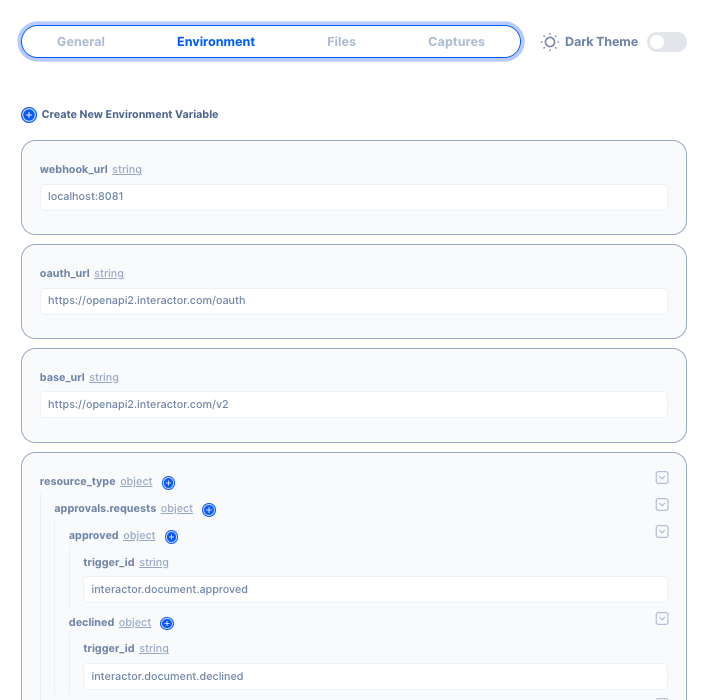 General Environment Files Captures Dark Theme
Create New Environment Variable
webhook_url string
localhost:8081
oauth_url string
https://openapi2.interactor.com/oauth
base_url string
https://openapi2.interactor.com/v2
resource_type object
approvals.requests object
approved object
trigger_id string
interactor.document.approved
declined object
trigger_id string
interactor.document.declined